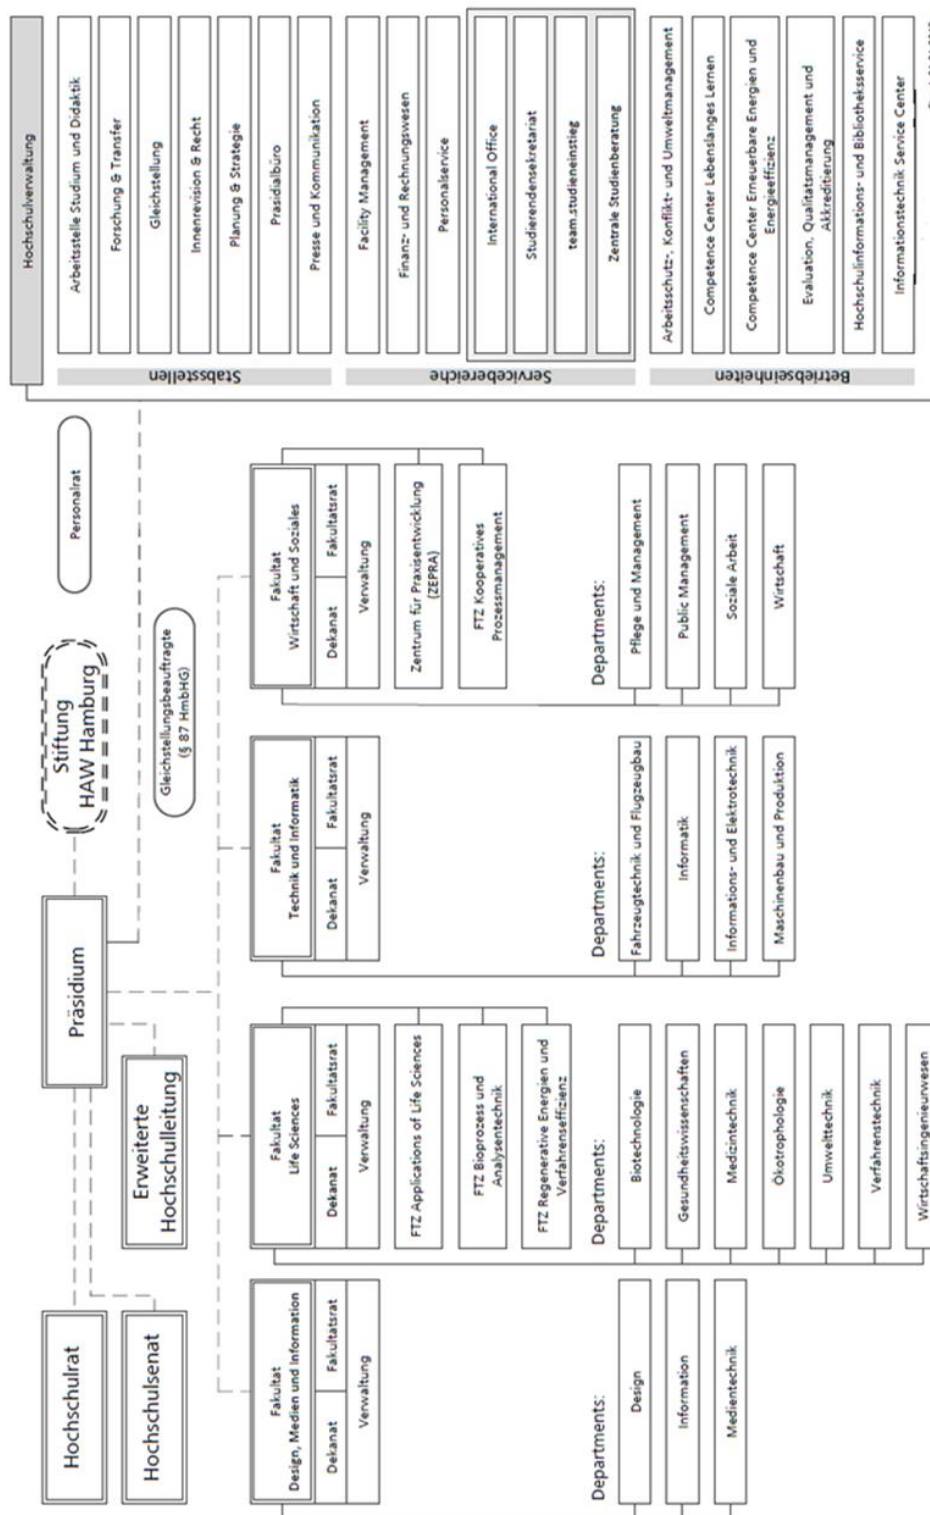 Hochschulrat
Hochschulsenat
Präsidium
Erweiterte
Hochschulleitung
Stiftung
HAW Hamburg
Gleichstellungsbeauftragte
(§ 87 HmbHG)
Personalrat
Fakultät
Design, Medien und Information
Dekanat
Fakultätsrat
Verwaltung
Departments:
Design
Information
Medientechnik
Fakultät
Life Sciences
Dekanat
Fakultätsrat
Verwaltung
FTZ Applications of Life Sciences
FTZ Bioprozess und
Analysentechnik
FTZ Regenerative Energien und
Verfahrenseffizienz
Departments:
Biotechnologie
Gesundheitswissenschaften
Medizintechnik
Ökotrophologie
Umwelttechnik
Verfahrenstechnik
Wirtschaftsingenieurwesen
Fakultät
Technik und Informatik
Dekanat
Fakultätsrat
Verwaltung
Departments:
Fahrzeugtechnik und Flugzeugbau
Informatik
Informations- und Elektrotechnik
Maschinenbau und Produktion
Fakultät
Wirtschaft und Soziales
Dekanat
Fakultätsrat
Verwaltung
Zentrum für Praxisentwicklung
(ZEPRA)
FTZ Kooperatives
Prozessmanagement
Departments:
Pflege und Management
Public Management
Soziale Arbeit
Wirtschaft
Hochschulverwaltung
Stabsstellen
Arbeitsstelle Studium und Didaktik
Forschung & Transfer
Gleichstellung
Innenrevision & Recht
Planung & Strategie
Präsidialbüro
Presse und Kommunikation
Servicebereiche
Facility Management
Finanz- und Rechnungswesen
Personalservice
International Office
Studierendensekretariat
team.studieneinstieg
Zentrale Studienberatung
Betriebseinheiten
Arbeitsschutz-, Konflikt- und Umweltmanagement
Competence Center Lebenslanges Lernen
Competence Center Erneuerbare Energien und
Energieeffizienz
Evaluation, Qualitätsmanagement und
Akkreditierung
Hochschulinformations- und Bibliotheksservice
Informationstechnik Service Center